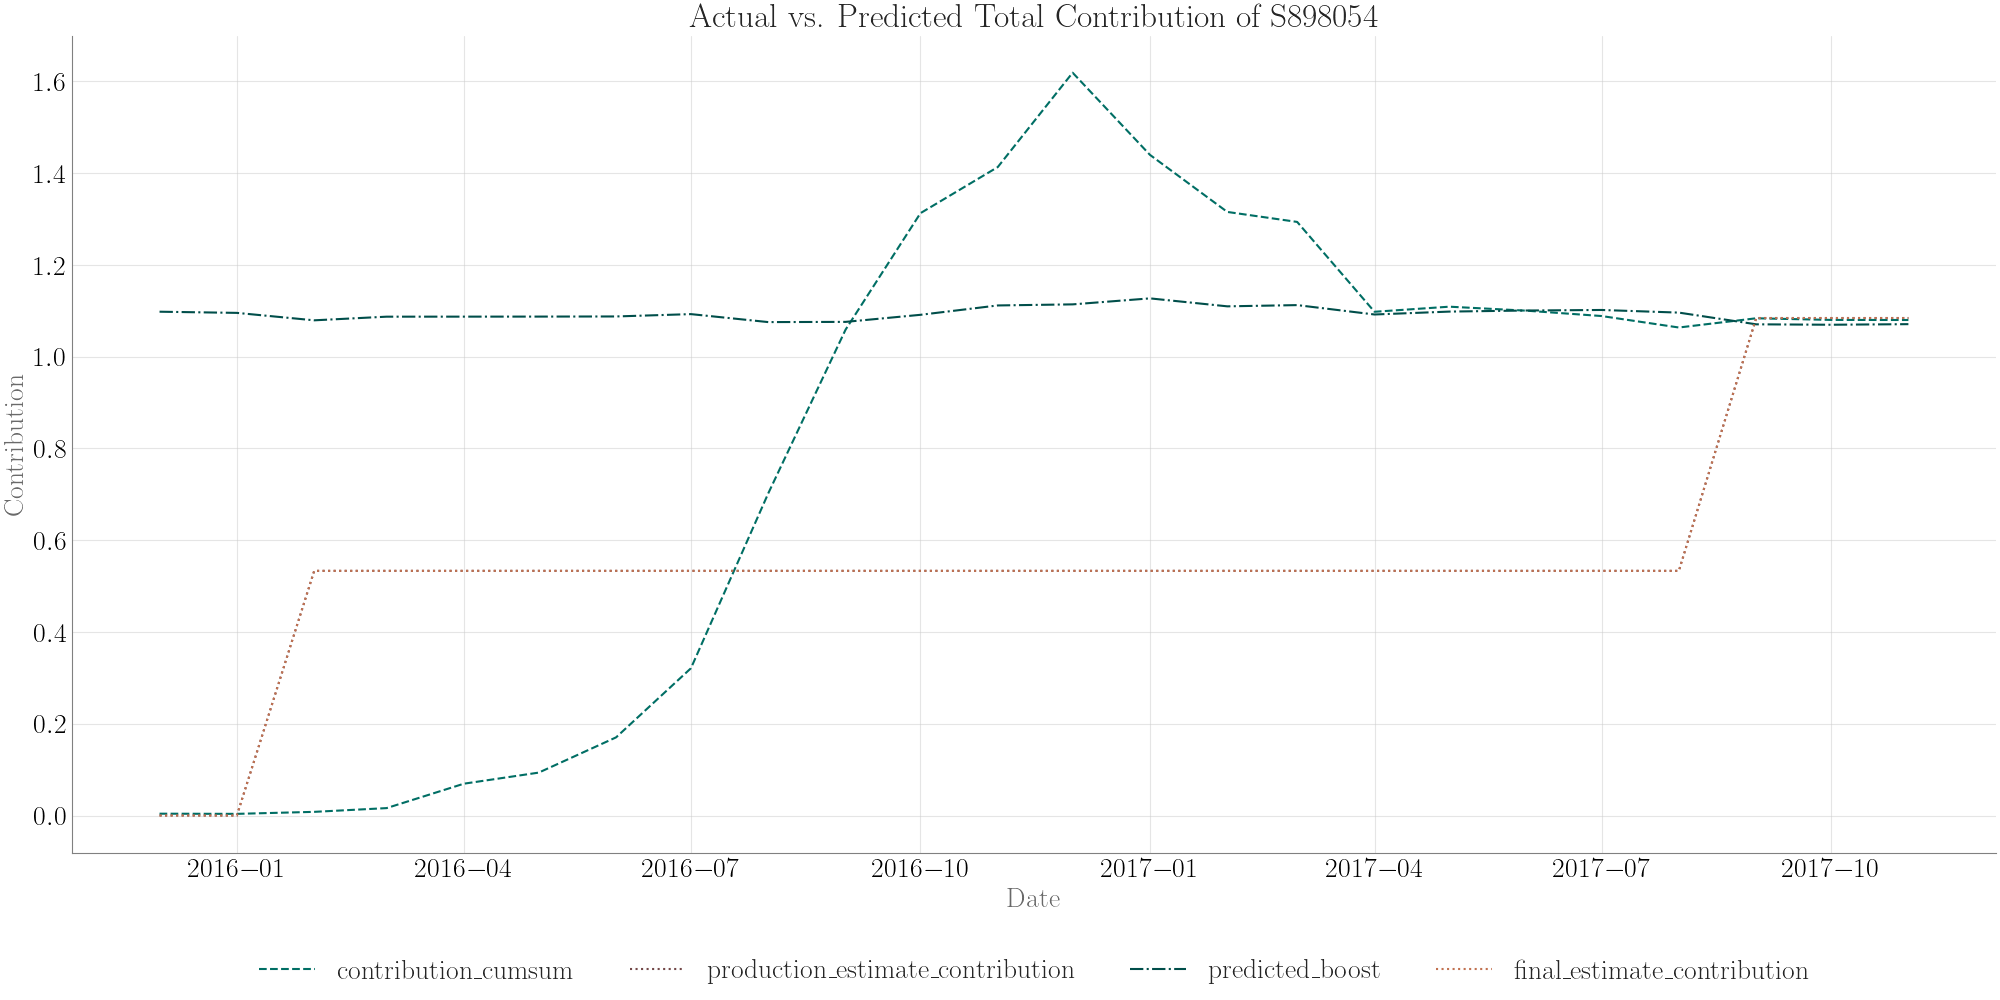 Actual vs. Predicted Total Contribution of S898054
1.6
1.4
1.2
1.0
0.8
0.6
0.4
0.2
0.0
Contribution
2016–01 2016–04 2016–07 2016–10 2017–01 2017–04 2017–07 2017–10
Date
contribution_cumsum production_estimate_contribution predicted_boost final_estimate_contribution